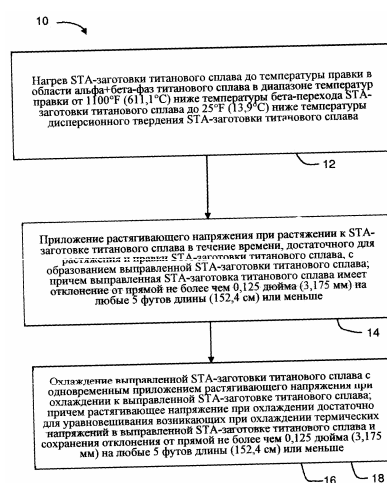 10
Нагрев STA-заготовки титанового сплава до температуры правки в
области альфа+бета-фаз титанового сплава в диапазоне температур
правки от 1100°F (611,1°C) ниже температуры бета-перехода STA-
заготовки титанового сплава до 25°F (13,9°C) ниже температуры
дисперсионного твердения STA-заготовки титанового сплава
12
Приложение растягивающего напряжения при растяжении к STA-
заготовке титанового сплава в течение времени, достаточного для
растяжения и правки STA-заготовки титанового сплава, с
образованием выправленной STA-заготовки титанового сплава;
причем выправленная STA-заготовка титанового сплава имеет
отклонение от прямой не более чем 0,125 дюйма (3,175 мм) на
любые 5 футов длины (152,4 см) или меньше
14
Охлаждение выправленной STA-заготовки титанового сплава с
одновременным приложением растягивающего напряжения при
охлаждении к выправленной STA-заготовке титанового сплава;
причем растягивающее напряжение при охлаждении достаточно
для уравновешивания возникающих при охлаждении термических
напряжений в выправленной STA-заготовке титанового сплава и
сохранения отклонения от прямой не более чем 0,125 дюйма (3,175
мм) на любые 5 футов длины (152,4 см) или меньше
16 18